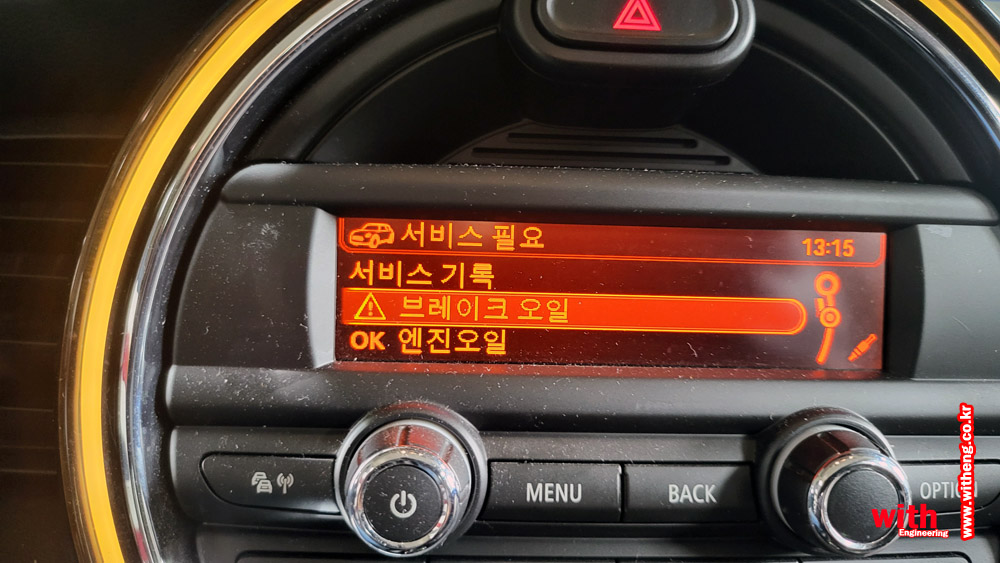 서비스 필요 13:15
서비스 기록
브레이크 오일
OK 엔진오일
MENU
BACK
OPTI
with
Engineering
www.witheng.co.kr